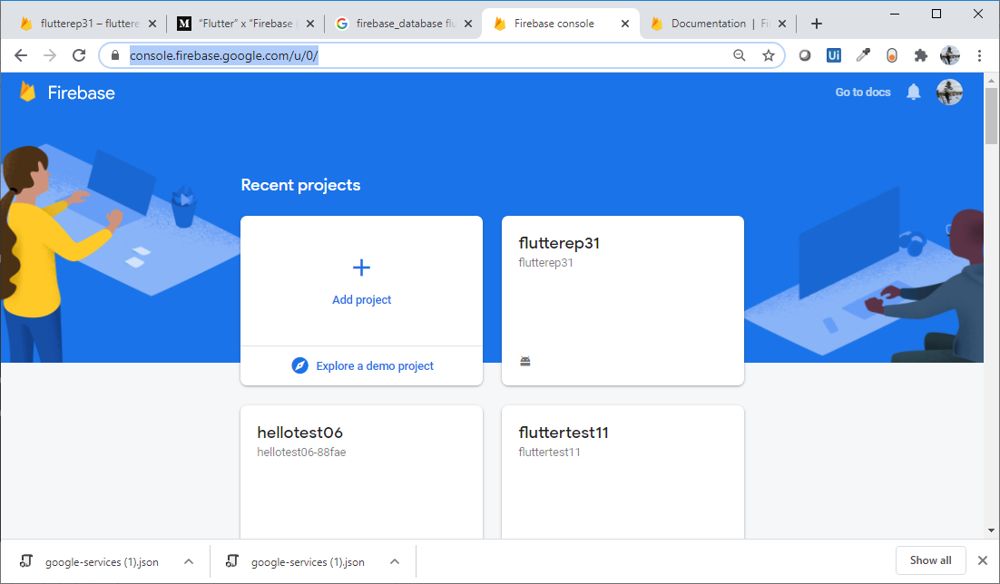 flutterep31 – fluttere
M
"Flutter" x "Firebase
firebase_database flu
Firebase console
Documentation | Fi
console.firebase.google.com/u/0/
Ui
Firebase
Go to docs
Recent projects
Add project
Explore a demo project
flutterep31
flutterep31
hellotest06
hellotest06-88fae
fluttertest11
fluttertest11
google-services (1).json
google-services (1).json
Show all